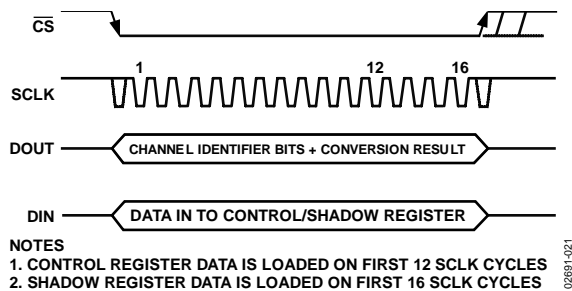 CS
1 12 16
SCLK
DOUT CHANNEL IDENTIFIER BITS + CONVERSION RESULT
DIN DATA IN TO CONTROL/SHADOW REGISTER
NOTES
1. CONTROL REGISTER DATA IS LOADED ON FIRST 12 SCLK CYCLES
2. SHADOW REGISTER DATA IS LOADED ON FIRST 16 SCLK CYCLES
02691-021